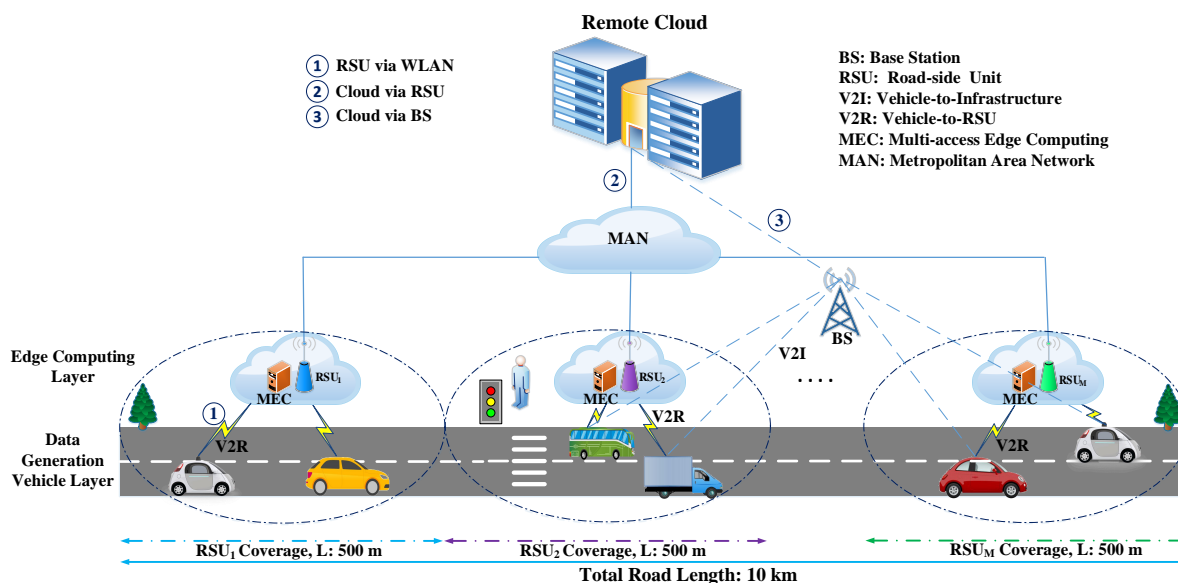 Remote Cloud
1 RSU via WLAN
2 Cloud via RSU
3 Cloud via BS
BS: Base Station
RSU: Road-side Unit
V2I: Vehicle-to-Infrastructure
V2R: Vehicle-to-RSU
MEC: Multi-access Edge Computing
MAN: Metropolitan Area Network
2
3
MAN
BS
V2I
. . . .
Edge Computing
Layer
RSU1
MEC
RSU2
MEC
RSUM
MEC
1
V2R
V2R
V2R
Data
Generation
Vehicle Layer
RSU1 Coverage, L: 500 m
RSU2 Coverage, L: 500 m
RSUM Coverage, L: 500 m
Total Road Length: 10 km